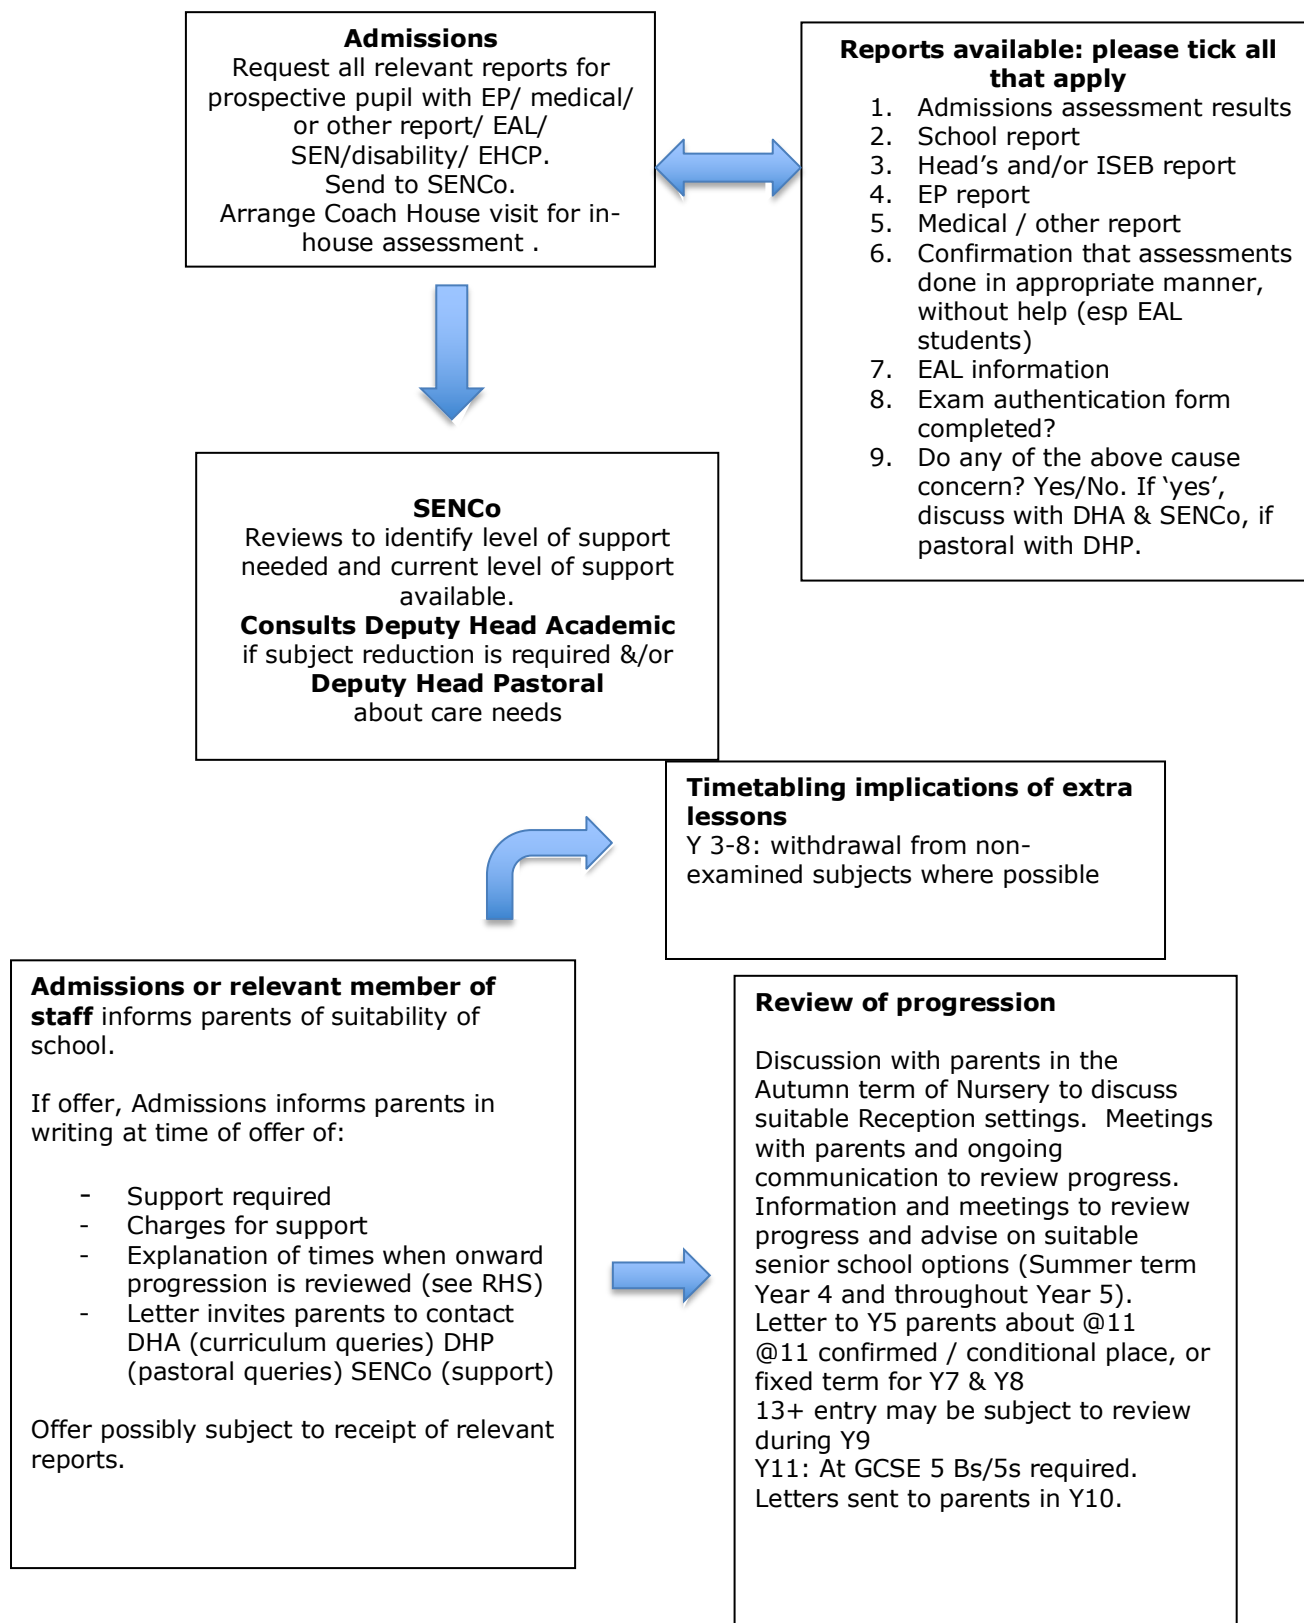 Admissions
Request all relevant reports for
prospective pupil with EP/ medical/
or other report/ EAL/
SEN/disability/ EHCP.
Send to SENCo.
Arrange Coach House visit for in-
house assessment .
Reports available: please tick all
that apply
1. Admissions assessment results
2. School report
3. Head's and/or ISEB report
4. EP report
5. Medical / other report
6. Confirmation that assessments
done in appropriate manner,
without help (esp EAL
students)
7. EAL information
8. Exam authentication form
completed?
9. Do any of the above cause
concern? Yes/No. If ‘yes’,
discuss with DHA & SENCo, if
pastoral with DHP.
SENCo
Reviews to identify level of support
needed and current level of support
available.
Consults Deputy Head Academic
if subject reduction is required &/or
Deputy Head Pastoral
about care needs
Timetabling implications of extra
lessons
Y 3-8: withdrawal from non-
examined subjects where possible
Admissions or relevant member of
staff informs parents of suitability of
school.
If offer, Admissions informs parents in
writing at time of offer of:
- Support required
- Charges for support
- Explanation of times when onward
progression is reviewed (see RHS)
- Letter invites parents to contact
DHA (curriculum queries) DHP
(pastoral queries) SENCo (support)
Offer possibly subject to receipt of relevant
reports.
Review of progression
Discussion with parents in the
Autumn term of Nursery to discuss
suitable Reception settings.  Meetings
with parents and ongoing
communication to review progress.
Information and meetings to review
progress and advise on suitable
senior school options (Summer term
Year 4 and throughout Year 5).
Letter to Y5 parents about @11
@11 confirmed / conditional place, or
fixed term for Y7 & Y8
13+ entry may be subject to review
during Y9
Y11: At GCSE 5 Bs/5s required.
Letters sent to parents in Y10.